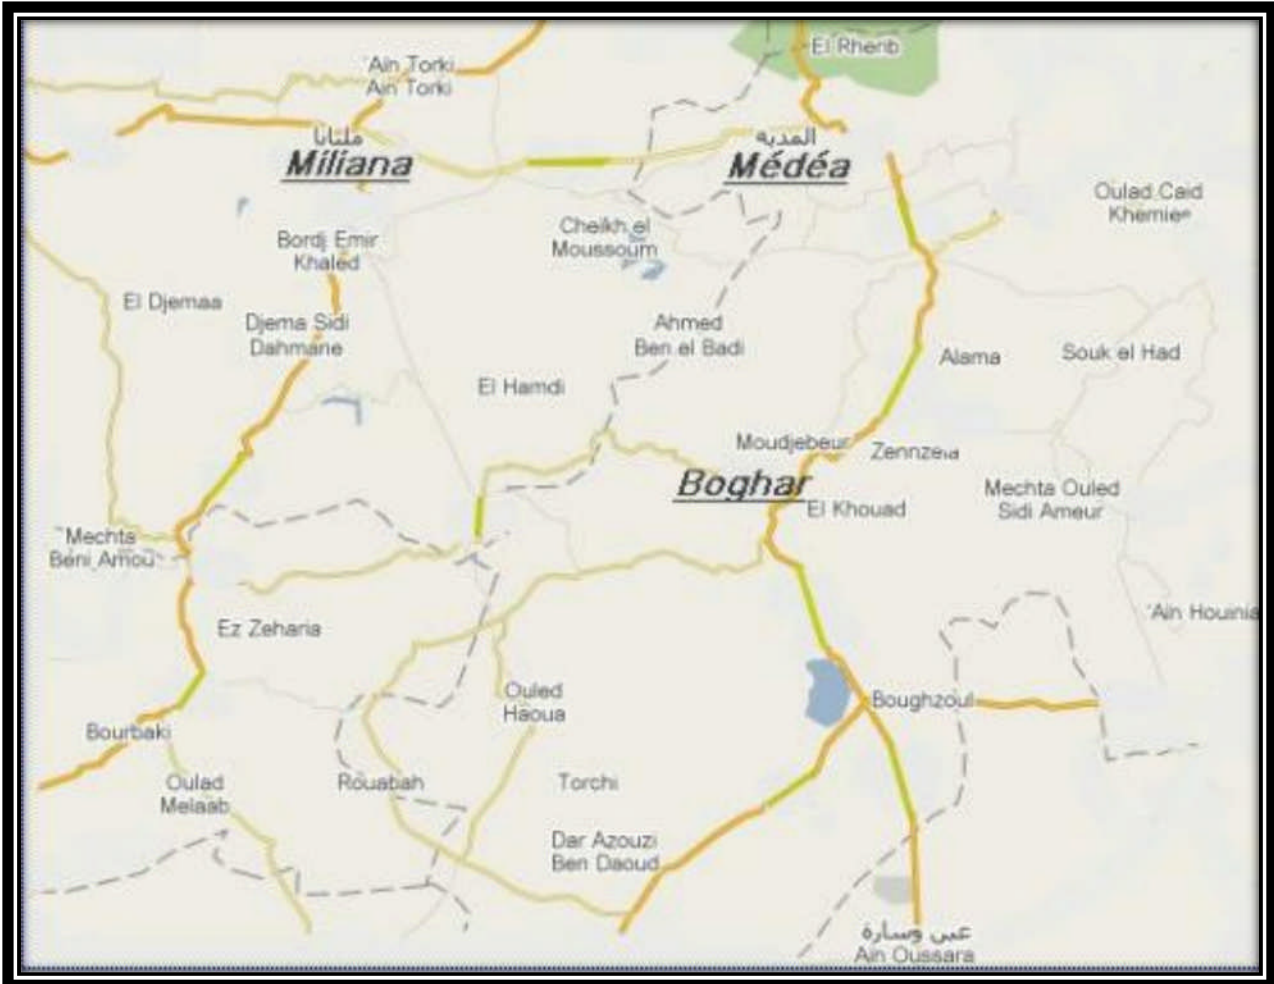 El Rherib
Ain Torki
Ain Torki
مليانا
Miliana
المدية
Médéa
Oulad Caid
Khemies
Cheikh el
Moussoum
Bordj Emir
Khaled
El Djemaa
Djema Sidi
Dahmane
Ahmed
Ben el Badi
Alama
Souk el Had
El Hamdi
Moudjebeur
Zennzeia
Boghar
El Khouad
Mechta Ouled
Sidi Ameur
Mechta
Beni Amou
'Ain Houinia
Ez Zeharia
Ouled
Haoua
Boughzoul
Bourbaki
Oulad
Melaab
Rouabah
Torchi
Dar Azouzi
Ben Daoud
عين وسارة
Ain Oussara